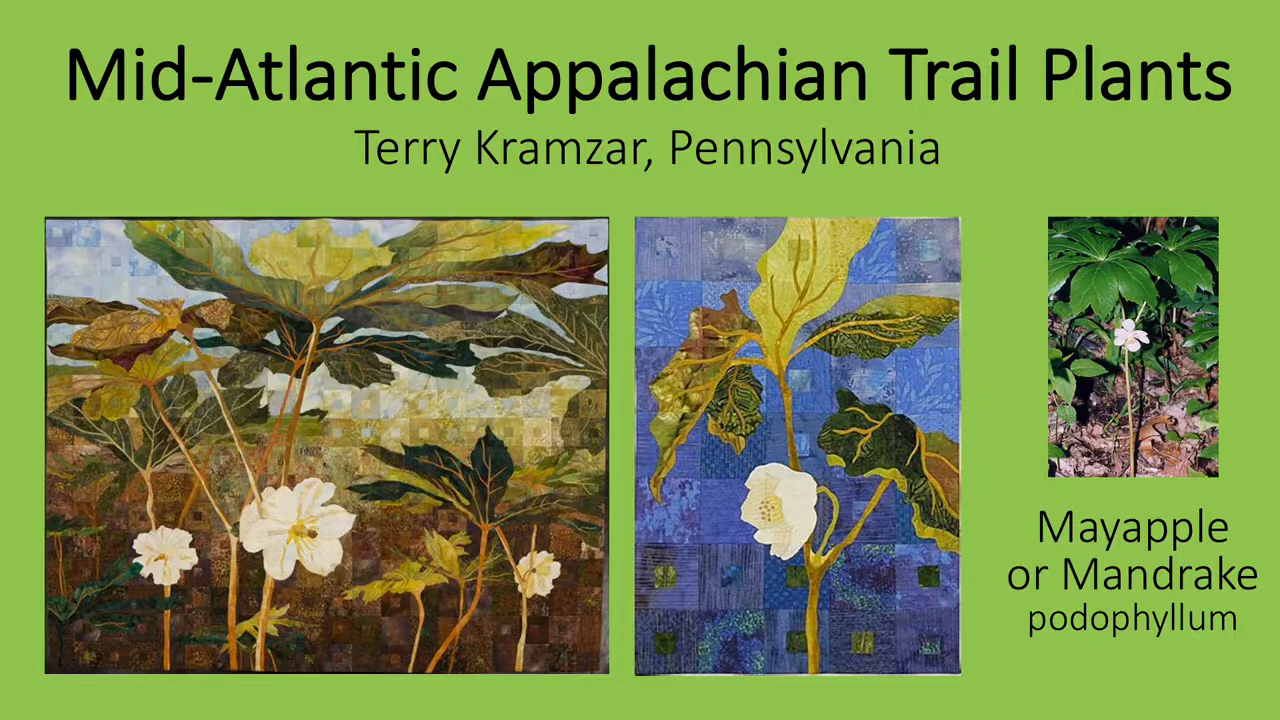 Mid-Atlantic Appalachian Trail Plants
Terry Kramzar, Pennsylvania
Mayapple
or Mandrake
podophyllum